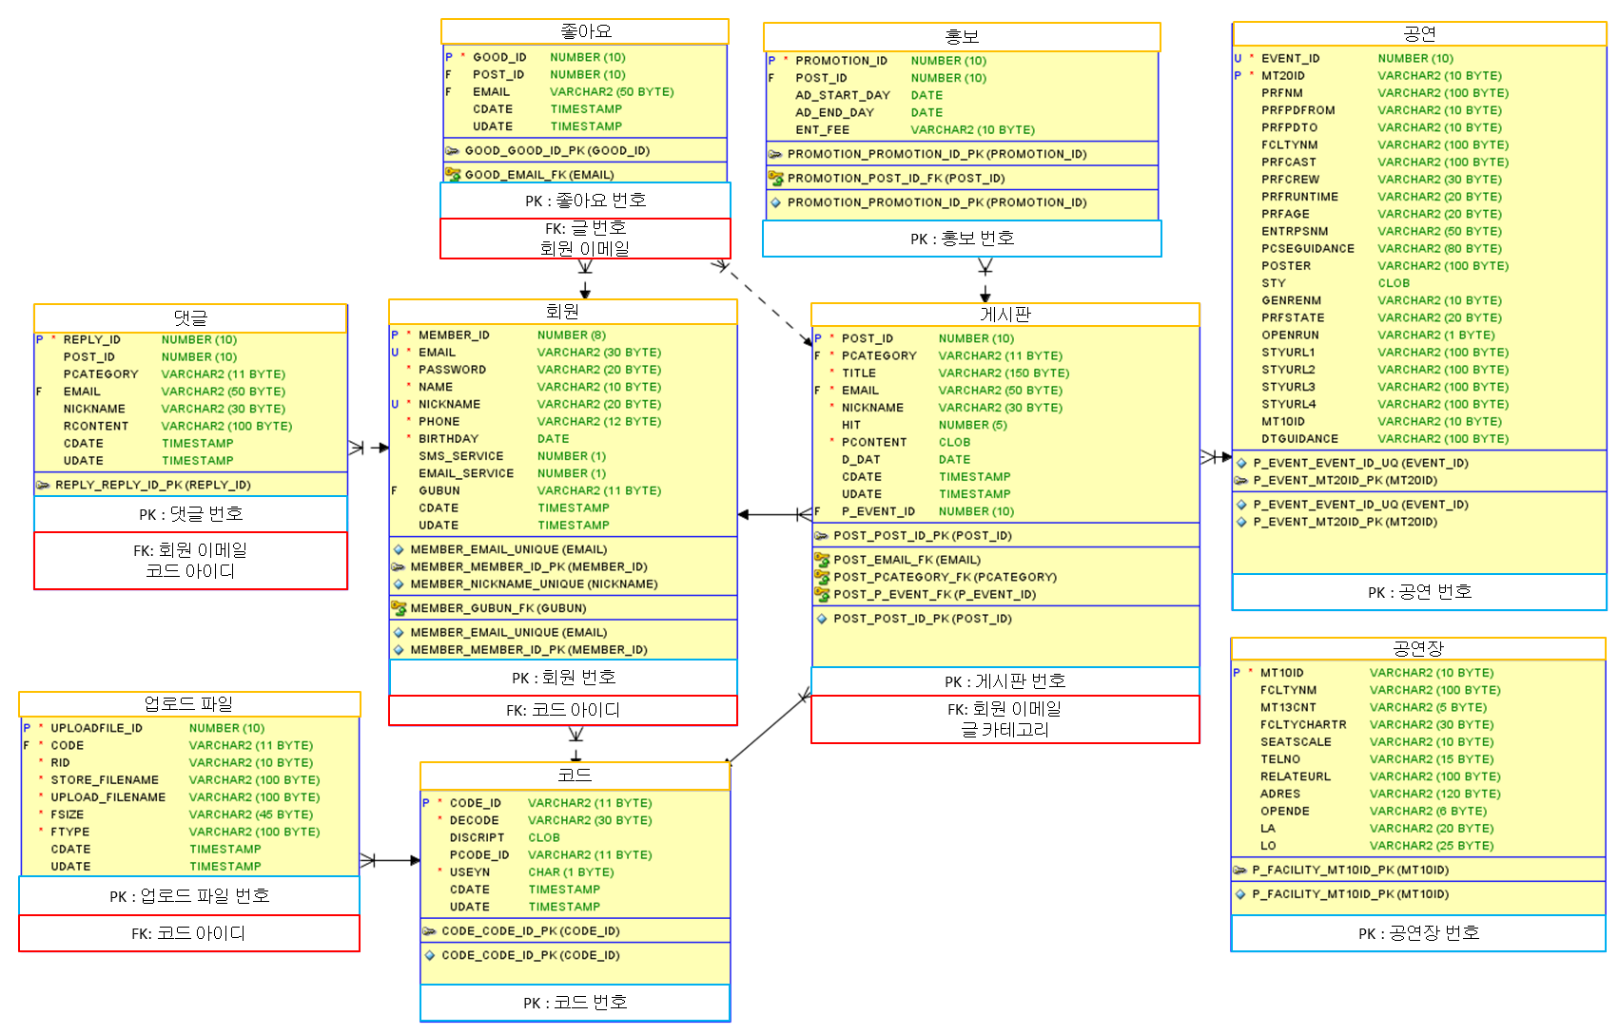 좋아요
P * GOOD_ID NUMBER (10)
F POST_ID NUMBER (10)
F EMAIL VARCHAR2 (50 BYTE)
CDATE TIMESTAMP
UDATE TIMESTAMP
GOOD_GOOD_ID_PK (GOOD_ID)
GOOD_EMAIL_FK (EMAIL)
PK : 좋아요 번호
FK: 글 번호
회원 이메일
홍보
P * PROMOTION_ID NUMBER (10)
F POST_ID NUMBER (10)
AD_START_DAY DATE
AD_END_DAY DATE
ENT_FEE VARCHAR2 (10 BYTE)
PROMOTION_PROMOTION_ID_PK (PROMOTION_ID)
PROMOTION_POST_ID_FK (POST_ID)
PROMOTION_PROMOTION_ID_PK (PROMOTION_ID)
PK : 홍보 번호
공연
U * EVENT_ID NUMBER (10)
P * MT20ID VARCHAR2 (10 BYTE)
PRFNM VARCHAR2 (100 BYTE)
PRFPDFROM VARCHAR2 (10 BYTE)
PRFPDTO VARCHAR2 (10 BYTE)
FCLTYNM VARCHAR2 (100 BYTE)
PRFCAST VARCHAR2 (100 BYTE)
PRFCREW VARCHAR2 (30 BYTE)
PRFRUNTIME VARCHAR2 (20 BYTE)
PRFAGE VARCHAR2 (20 BYTE)
ENTRPSNM VARCHAR2 (50 BYTE)
PCSEGUIDANCE VARCHAR2 (80 BYTE)
POSTER VARCHAR2 (100 BYTE)
STY CLOB
GENRENM VARCHAR2 (10 BYTE)
PRFSTATE VARCHAR2 (20 BYTE)
OPENRUN VARCHAR2 (1 BYTE)
STYURL1 VARCHAR2 (100 BYTE)
STYURL2 VARCHAR2 (100 BYTE)
STYURL3 VARCHAR2 (100 BYTE)
STYURL4 VARCHAR2 (100 BYTE)
MT10ID VARCHAR2 (10 BYTE)
DTGUIDANCE VARCHAR2 (100 BYTE)
P_EVENT_EVENT_ID_UQ (EVENT_ID)
P_EVENT_MT20ID_PK (MT20ID)
P_EVENT_EVENT_ID_UQ (EVENT_ID)
P_EVENT_MT20ID_PK (MT20ID)
PK : 공연 번호
댓글
P * REPLY_ID NUMBER (10)
POST_ID NUMBER (10)
PCATEGORY VARCHAR2 (11 BYTE)
F EMAIL VARCHAR2 (50 BYTE)
NICKNAME VARCHAR2 (30 BYTE)
RCONTENT VARCHAR2 (100 BYTE)
CDATE TIMESTAMP
UDATE TIMESTAMP
REPLY_REPLY_ID_PK (REPLY_ID)
PK : 댓글 번호
FK: 회원 이메일
코드 아이디
회원
P * MEMBER_ID NUMBER (8)
U * EMAIL VARCHAR2 (30 BYTE)
* PASSWORD VARCHAR2 (20 BYTE)
* NAME VARCHAR2 (10 BYTE)
U * NICKNAME VARCHAR2 (20 BYTE)
* PHONE VARCHAR2 (12 BYTE)
* BIRTHDAY DATE
SMS_SERVICE NUMBER (1)
EMAIL_SERVICE NUMBER (1)
F GUBUN VARCHAR2 (11 BYTE)
CDATE TIMESTAMP
UDATE TIMESTAMP
MEMBER_EMAIL_UNIQUE (EMAIL)
MEMBER_MEMBER_ID_PK (MEMBER_ID)
MEMBER_NICKNAME_UNIQUE (NICKNAME)
MEMBER_GUBUN_FK (GUBUN)
MEMBER_EMAIL_UNIQUE (EMAIL)
MEMBER_MEMBER_ID_PK (MEMBER_ID)
PK : 회원 번호
FK: 코드 아이디
게시판
P * POST_ID NUMBER (10)
F * PCATEGORY VARCHAR2 (11 BYTE)
* TITLE VARCHAR2 (150 BYTE)
F * EMAIL VARCHAR2 (50 BYTE)
* NICKNAME VARCHAR2 (30 BYTE)
HIT NUMBER (5)
* PCONTENT CLOB
D_DAT DATE
CDATE TIMESTAMP
UDATE TIMESTAMP
F P_EVENT_ID NUMBER (10)
POST_POST_ID_PK (POST_ID)
POST_EMAIL_FK (EMAIL)
POST_PCATEGORY_FK (PCATEGORY)
POST_P_EVENT_FK (P_EVENT_ID)
POST_POST_ID_PK (POST_ID)
PK : 게시판 번호
FK: 회원 이메일
글 카테고리
업로드 파일
P * UPLOADFILE_ID NUMBER (10)
F * CODE VARCHAR2 (11 BYTE)
* RID VARCHAR2 (10 BYTE)
* STORE_FILENAME VARCHAR2 (100 BYTE)
* UPLOAD_FILENAME VARCHAR2 (100 BYTE)
* FSIZE VARCHAR2 (45 BYTE)
* FTYPE VARCHAR2 (100 BYTE)
CDATE TIMESTAMP
UDATE TIMESTAMP
PK : 업로드 파일 번호
FK: 코드 아이디
코드
P * CODE_ID VARCHAR2 (11 BYTE)
* DECODE VARCHAR2 (30 BYTE)
DISCRIPT CLOB
PCODE_ID VARCHAR2 (11 BYTE)
* USEYN CHAR (1 BYTE)
CDATE TIMESTAMP
UDATE TIMESTAMP
CODE_CODE_ID_PK (CODE_ID)
CODE_CODE_ID_PK (CODE_ID)
PK : 코드 번호
공연장
P * MT10ID VARCHAR2 (10 BYTE)
FCLTYNM VARCHAR2 (100 BYTE)
MT13CNT VARCHAR2 (5 BYTE)
FCLTYCHARTR VARCHAR2 (30 BYTE)
SEATSCALE VARCHAR2 (10 BYTE)
TELNO VARCHAR2 (15 BYTE)
RELATEURL VARCHAR2 (100 BYTE)
ADRES VARCHAR2 (120 BYTE)
OPENDE VARCHAR2 (6 BYTE)
LA VARCHAR2 (20 BYTE)
LO VARCHAR2 (25 BYTE)
P_FACILITY_MT10ID_PK (MT10ID)
P_FACILITY_MT10ID_PK (MT10ID)
PK : 공연장 번호